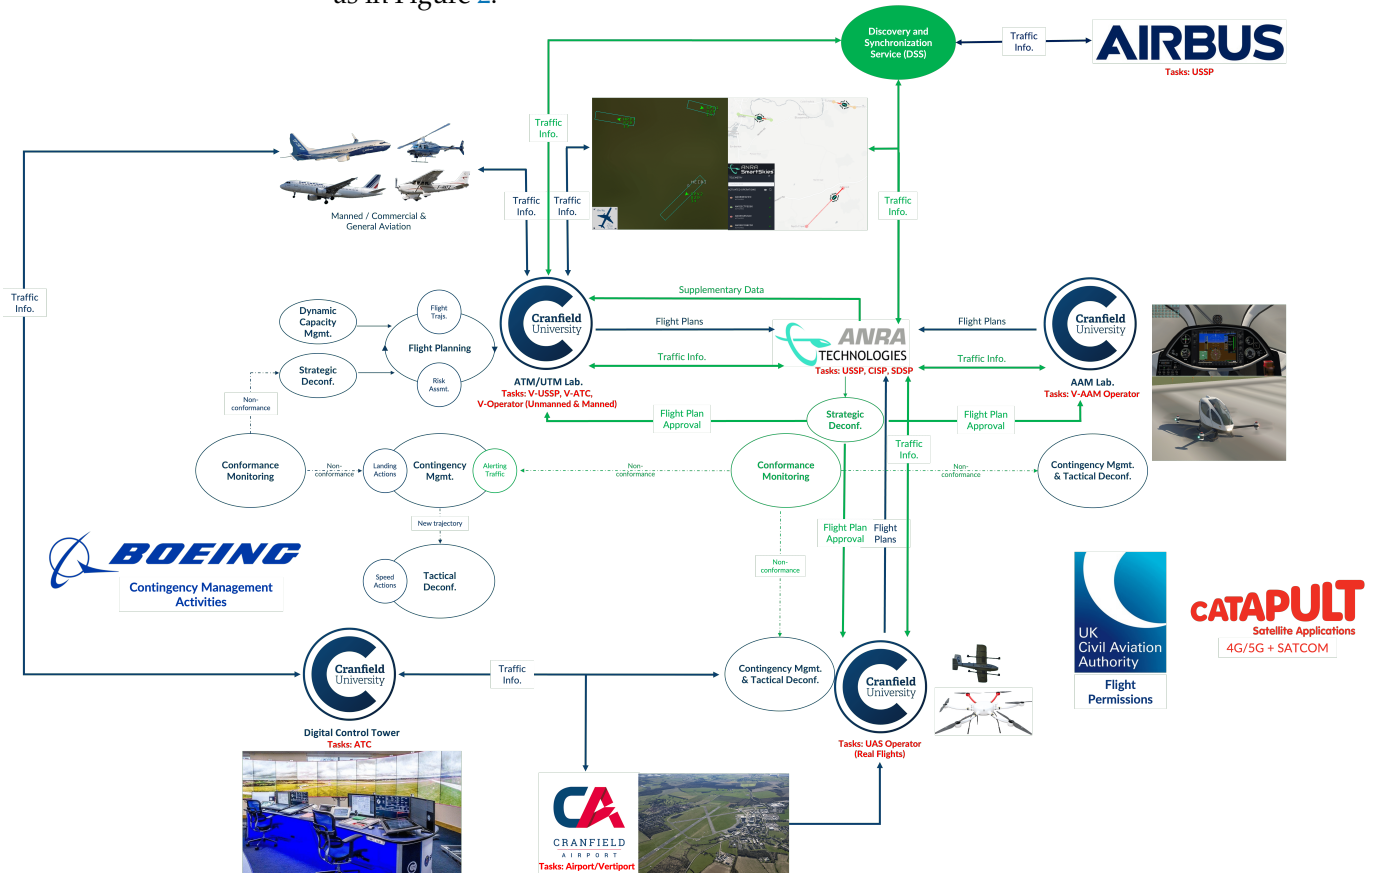 as in Figure 2.
Discovery and
Synchronization
Service (DSS)
Traffic
Info.
AIRBUS
Tasks: USSP
Traffic
Info.
ANRA
SmartSkies
Manned / Commercial &
General Aviation
Traffic
Info.
Traffic
Info.
Traffic
Info.
Traffic
Info.
Dynamic
Capacity
Mgmt.
Flight
Trajs.
Flight Planning
Strategic
Deconf.
Risk
Assmt.
Cranfield
University
ATM/UTM Lab.
Tasks: V-USSP, V-ATC,
V-Operator (Unmanned & Manned)
Supplementary Data
Flight Plans
Traffic Info.
ANRA
TECHNOLOGIES
Tasks: USSP, CISP, SDSP
Flight Plans
Traffic Info.
Cranfield
University
AAM Lab.
Tasks: V-AAM Operator
Non-
conformance
Flight Plan
Approval
Strategic
Deconf.
Flight Plan
Approval
Traffic
Info.
Conformance
Monitoring
Non-
conformance
Landing
Actions
Contingency
Mgmt.
Alerting
Traffic
Non-
conformance
Conformance
Monitoring
Non-
conformance
Contingency Mgmt.
& Tactical Deconf.
New trajectory
Flight Plan
Approval
Flight
Plans
BOEING
Contingency Management
Activities
Speed
Actions
Tactical
Deconf.
Non-
conformance
UK
Civil Aviation
Authority
Flight
Permissions
CATAPULT
Satellite Applications
4G/5G + SATCOM
Cranfield
University
Digital Control Tower
Tasks: ATC
Traffic
Info.
Contingency Mgmt.
& Tactical Deconf.
Cranfield
University
Tasks: UAS Operator
(Real Flights)
CA
CRANFIELD
AIRPORT
Tasks: Airport/Vertiport